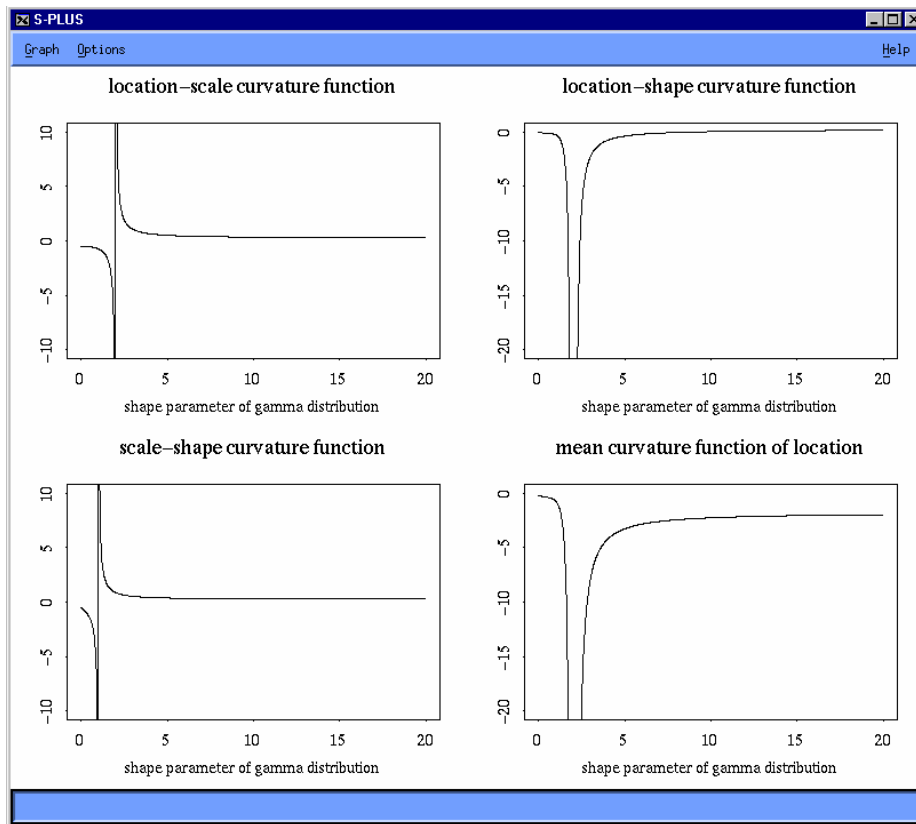 S-PLUS
Graph Options Help
location-scale curvature function
10
5
0
-5
-10
0 5 10 15 20
shape parameter of gamma distribution
location-shape curvature function
0
-5
-10
-15
-20
0 5 10 15 20
shape parameter of gamma distribution
scale-shape curvature function
10
5
0
-5
-10
0 5 10 15 20
shape parameter of gamma distribution
mean curvature function of location
0
-5
-10
-15
-20
0 5 10 15 20
shape parameter of gamma distribution